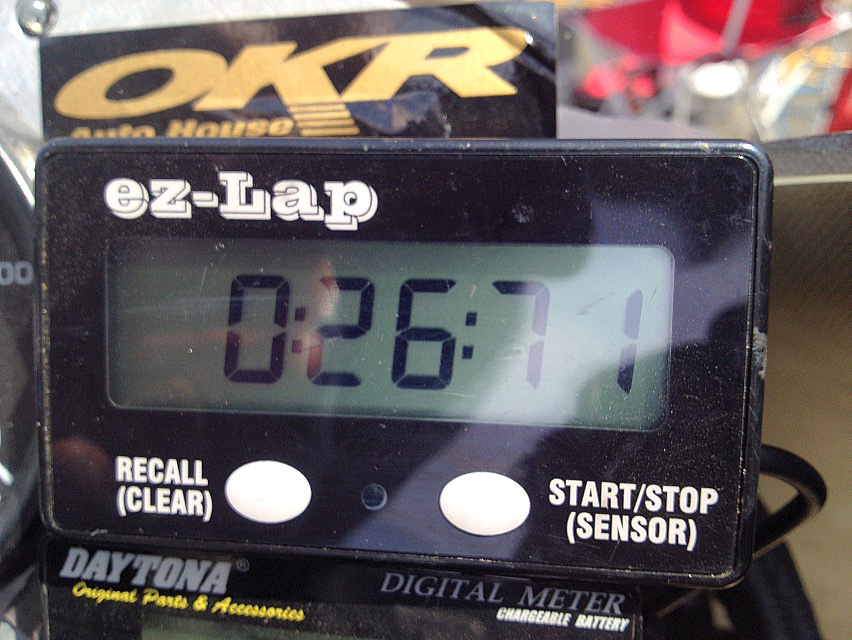 OKR
Auto House
ez-Lap
00
0:26:71
RECALL
(CLEAR)
START/STOP
(SENSOR)
DAYTONA®
Original Parts & Accessories
DIGITAL METER
CHARGEABLE BATTERY